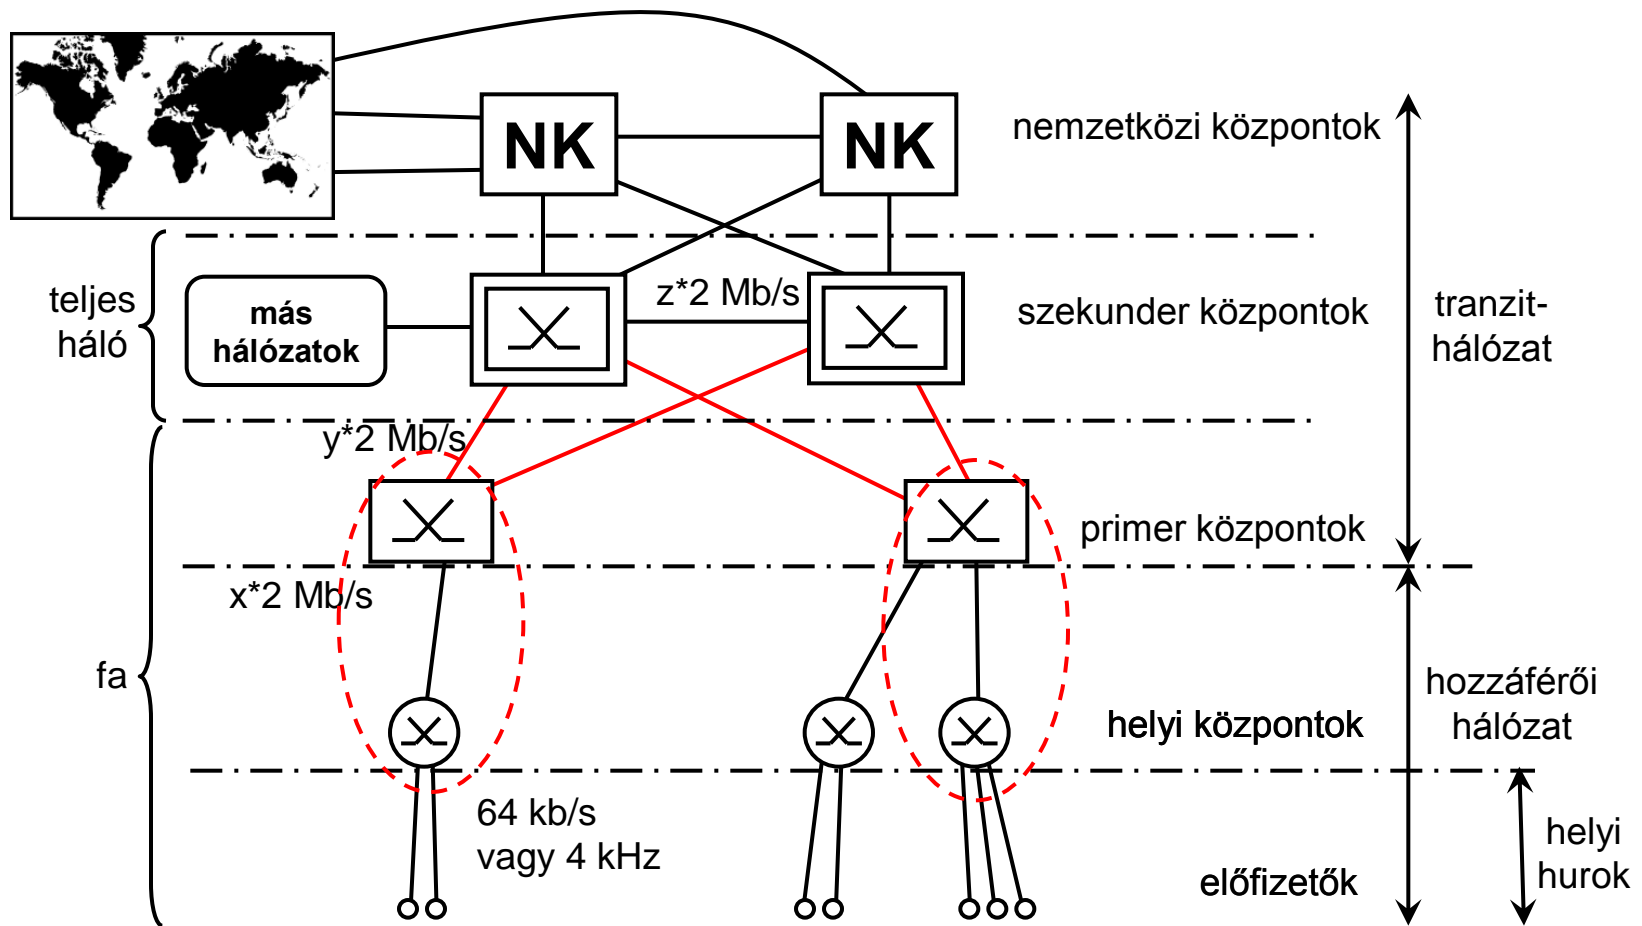 NK
NK
nemzetközi központok
teljes
háló
más
hálózatok
z*2 Mb/s
szekunder központok
tranzit-
hálózat
y*2 Mb/s
primer központok
x*2 Mb/s
fa
helyi központok
hozzáférői
hálózat
64 kb/s
vagy 4 kHz
előfizetők
helyi
hurok